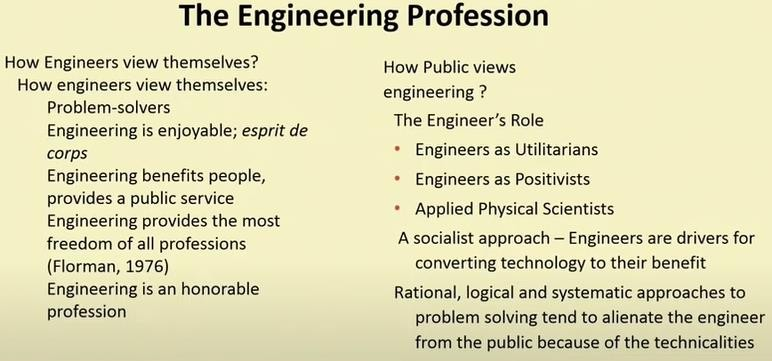 The Engineering Profession
How Engineers view themselves?
How engineers view themselves:
Problem-solvers
Engineering is enjoyable; esprit de
corps
Engineering benefits people,
provides a public service
Engineering provides the most
freedom of all professions
(Florman, 1976)
Engineering is an honorable
profession
How Public views
engineering ?
The Engineer’s Role
• Engineers as Utilitarians
• Engineers as Positivists
• Applied Physical Scientists
A socialist approach – Engineers are drivers for
converting technology to their benefit
Rational, logical and systematic approaches to
problem solving tend to alienate the engineer
from the public because of the technicalities